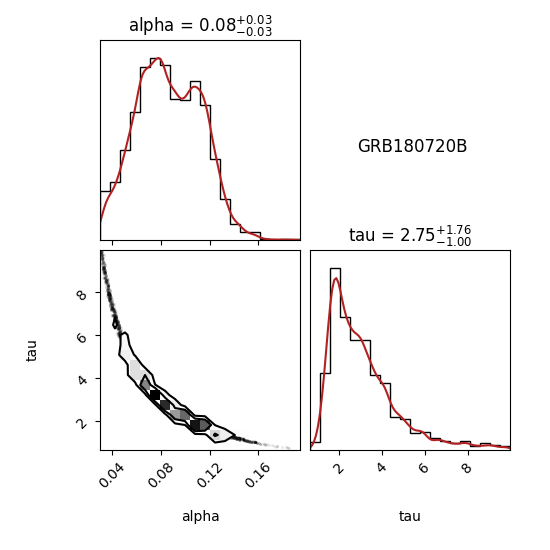 alpha = 0.08+0.03−0.03
GRB180720B
tau = 2.75+1.76−1.00
8
6
4
2
tau
0.04 0.08 0.12 0.16
2 4 6 8
alpha
tau